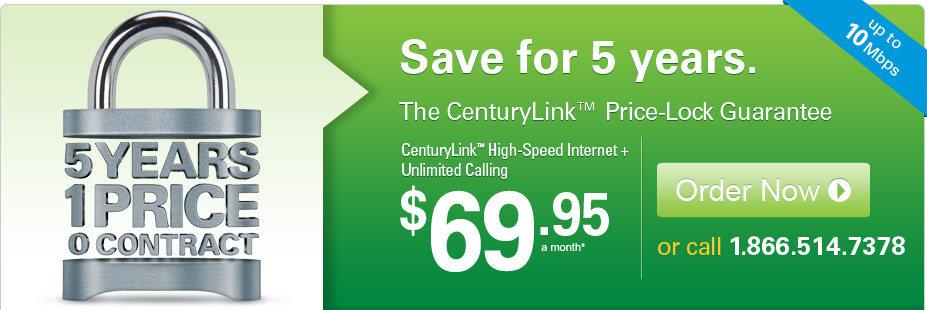 5 YEARS
1 PRICE
0 CONTRACT
Save for 5 years.
The CenturyLink™ Price-Lock Guarantee
CenturyLink™ High-Speed Internet +
Unlimited Calling
$69.95
a month*
up to
10 Mbps
Order Now
or call 1.866.514.7378